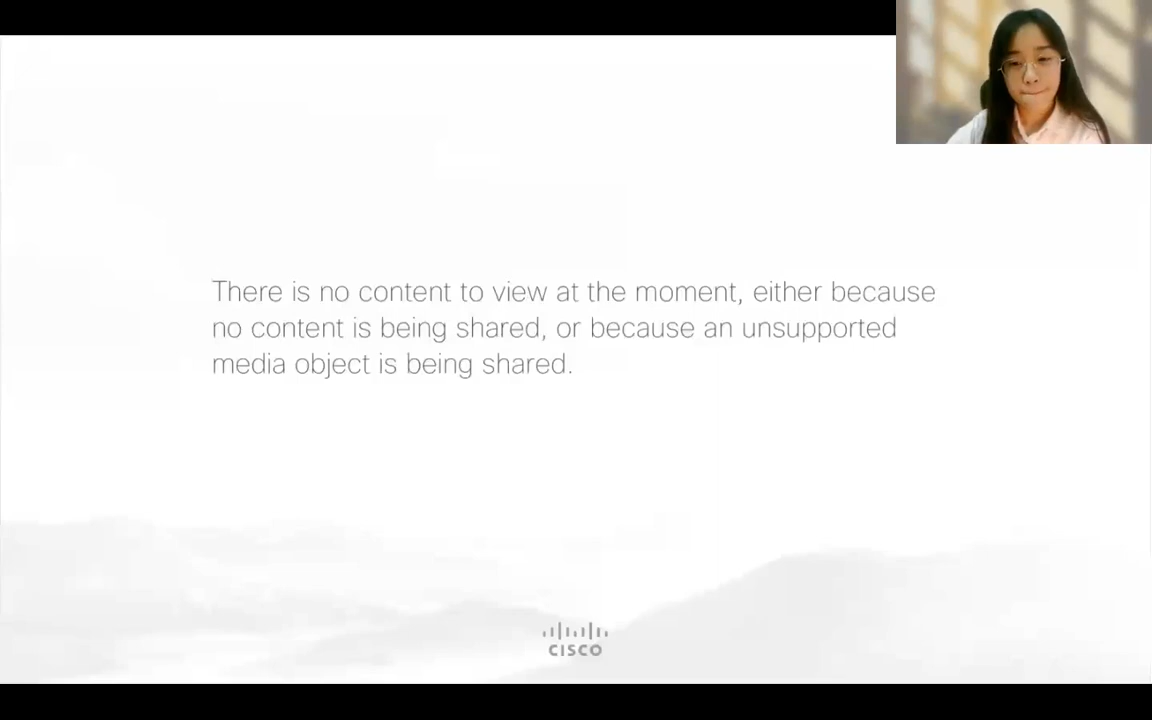 There is no content to view at the moment, either because
no content is being shared, or because an unsupported
media object is being shared.
CISCO